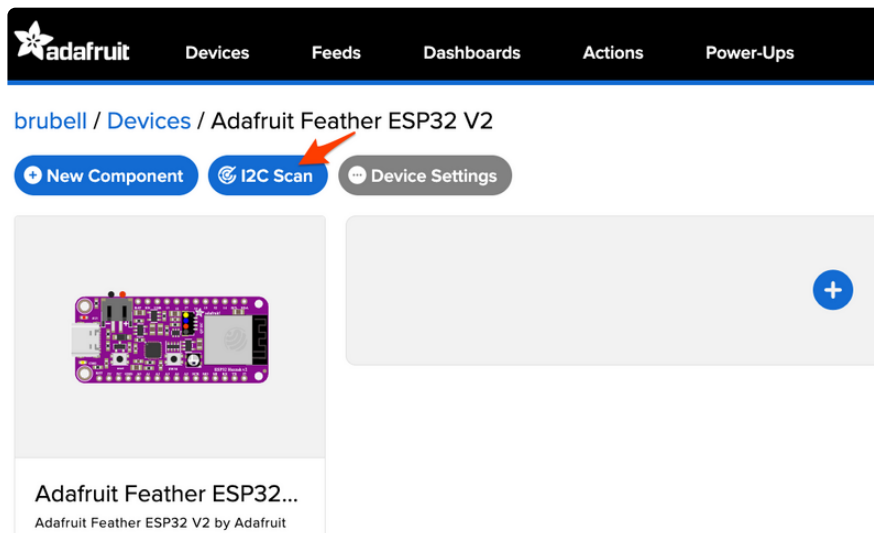 adafruit Devices Feeds Dashboards Actions Power-Ups
brubell / Devices / Adafruit Feather ESP32 V2
New Component I2C Scan Device Settings
Adafruit Feather ESP32...
Adafruit Feather ESP32 V2 by Adafruit